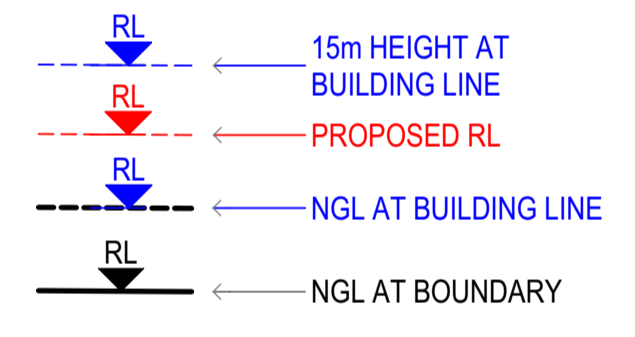 RL
15m HEIGHT AT
BUILDING LINE
RL
PROPOSED RL
RL
NGL AT BUILDING LINE
RL
NGL AT BOUNDARY